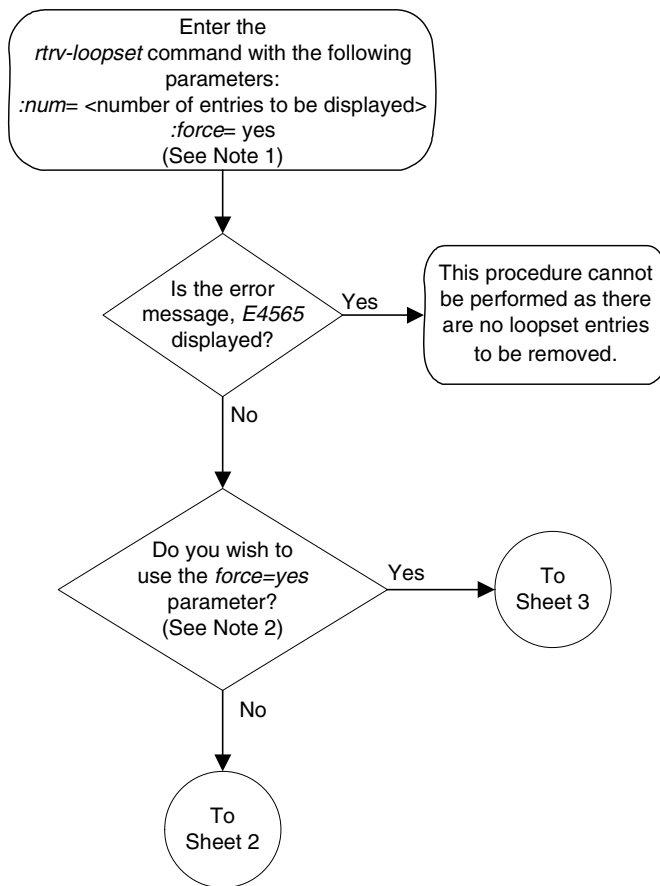 Enter the
rtrv-loopset command with the following
parameters:
:num= <number of entries to be displayed>
:force= yes
(See Note 1)
Is the error
message, E4565
displayed?
Yes
This procedure cannot
be performed as there
are no loopset entries
to be removed.
No
Do you wish to
use the force=yes
parameter?
(See Note 2)
Yes
To
Sheet 3
No
To
Sheet 2